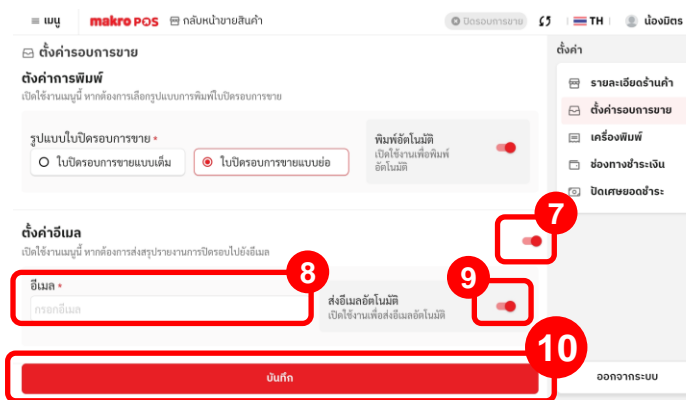 เมนู makro POS กลับหน้าขายสินค้า ปิดรอบการขาย TH น้องมิตร
ตั้งค่ารอบการขาย
ตั้งค่าการพิมพ์
เปิดใช้งานเมนูนี้ หากต้องการเลือกรูปแบบการพิมพ์ใบปิดรอบการขาย
รูปแบบใบปิดรอบการขาย *
ใบปิดรอบการขายแบบเต็ม ใบปิดรอบการขายแบบย่อ
พิมพ์อัตโนมัติ
เปิดใช้งานเพื่อพิมพ์
อัตโนมัติ
ตั้งค่าอีเมล
เปิดใช้งานเมนูนี้ หากต้องการส่งสรุปรายงานการปิดรอบไปยังอีเมล
7
8
อีเมล *
กรอกอีเมล
9
ส่งอีเมลอัตโนมัติ
เปิดใช้งานเพื่อส่งอีเมลอัตโนมัติ
10
บันทึก
ตั้งค่า
รายละเอียดร้านค้า
ตั้งค่ารอบการขาย
เครื่องพิมพ์
ช่องทางชำระเงิน
ปัดเศษยอดชำระ
ออกจากระบบ